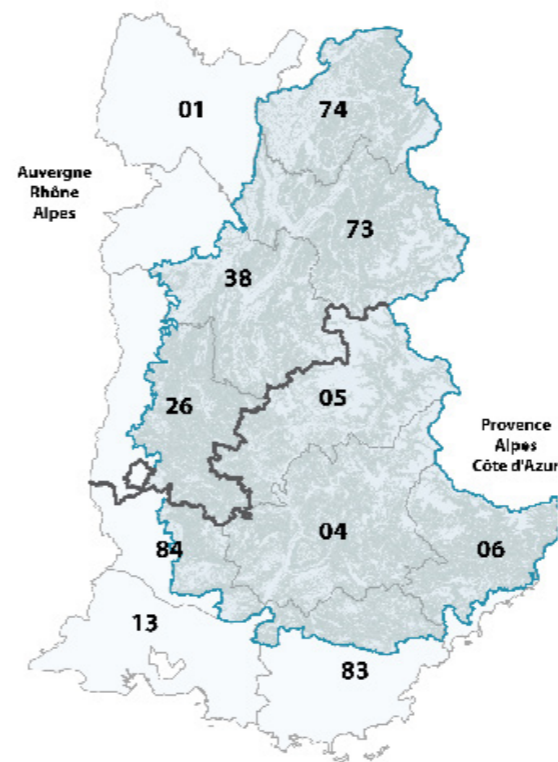 01
74
Auvergne
Rhône
Alpes
73
38
05
26
Provence
Alpes
Côte d'Azur
04
06
84
13
83